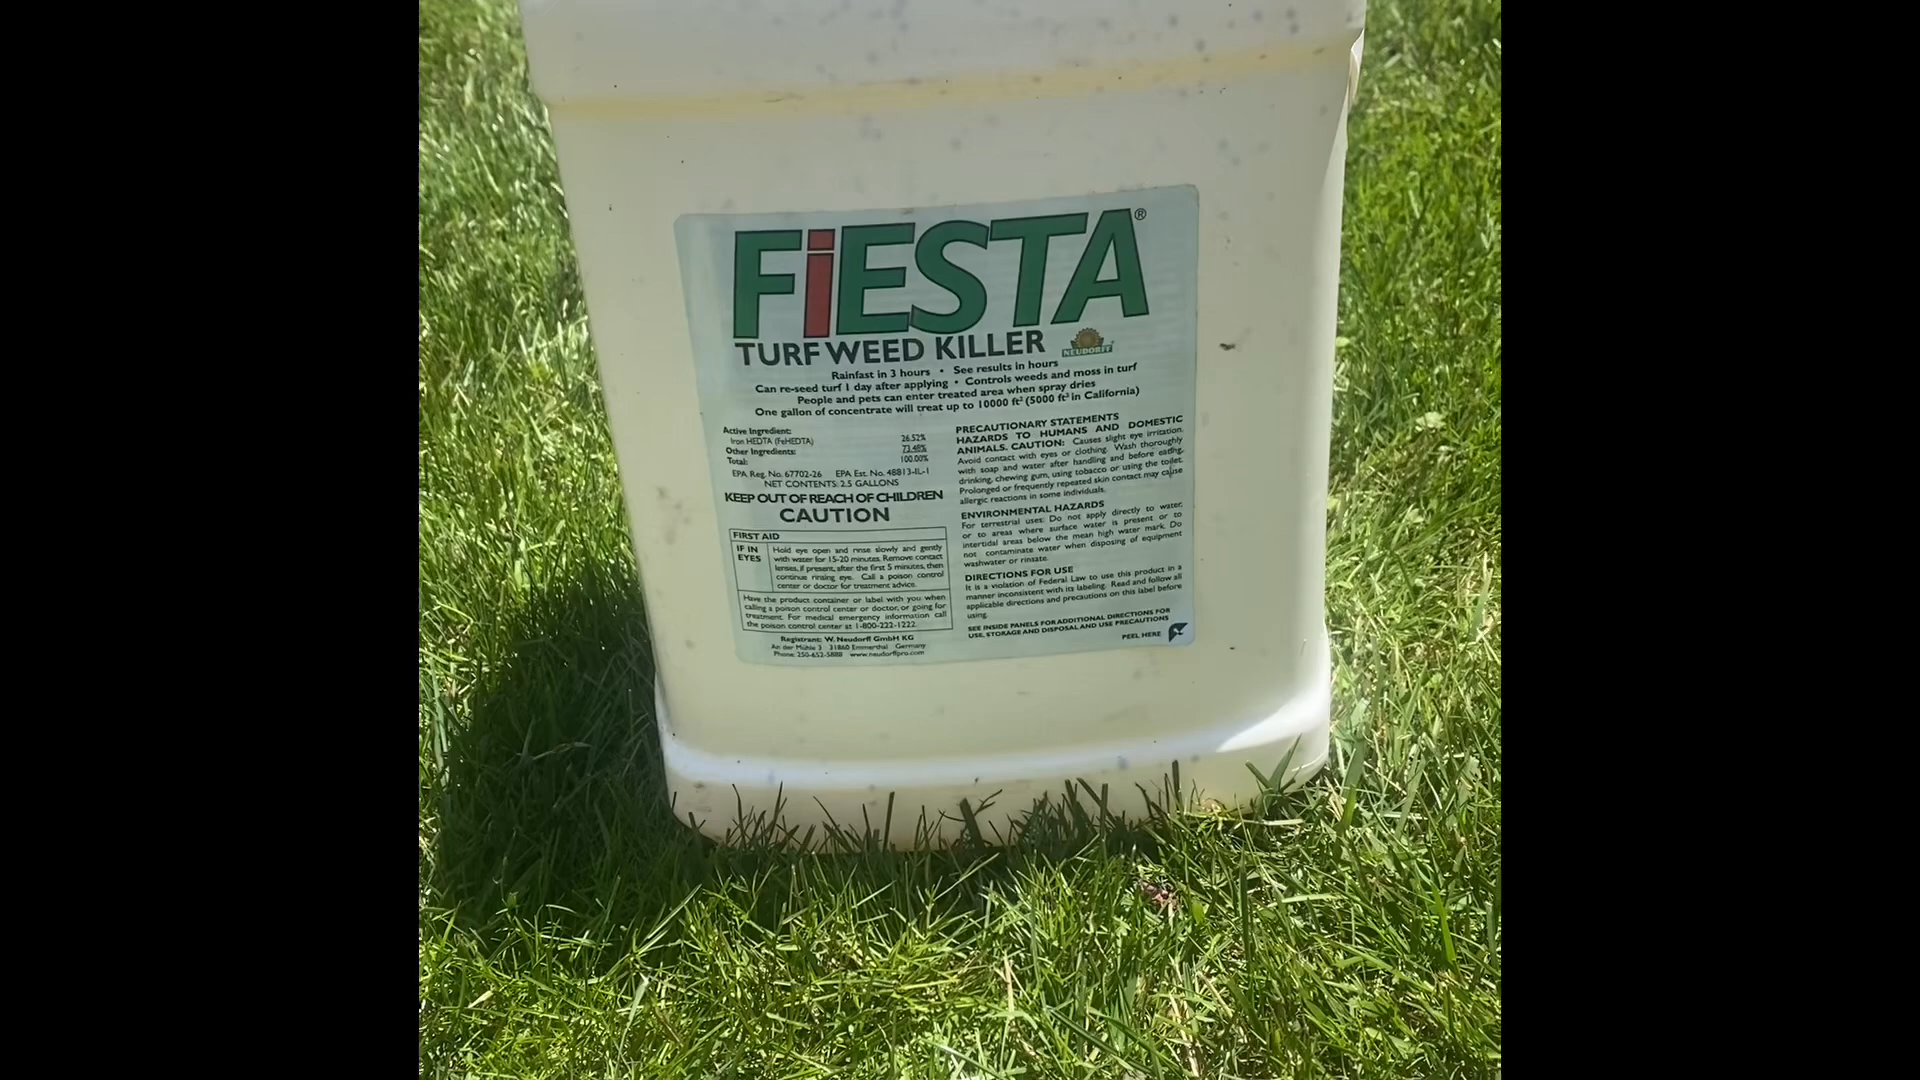 FiESTA®
TURF WEED KILLER
NEUDORFF
Rainfast in 3 hours • See results in hours
Can re-seed turf 1 day after applying • Controls weeds and moss in turf
People and pets can enter treated area when spray dries
One gallon of concentrate will treat up to 10000 ft² (5000 ft² in California)
Active Ingredient:
Iron HEDTA (FeHEDTA) 26.52%
Other Ingredients: 73.48%
Total: 100.00%
EPA Reg. No. 67702-26 EPA Est. No. 48813-IL-1
NET CONTENTS: 2.5 GALLONS
KEEP OUT OF REACH OF CHILDREN
CAUTION
FIRST AID
IF IN EYES
Hold eye open and rinse slowly and gently
with water for 15-20 minutes. Remove contact
lenses, if present, after the first 5 minutes, then
continue rinsing eye. Call a poison control
center or doctor for treatment advice.
Have the product container or label with you when
calling a poison control center or doctor, or going for
treatment. For medical emergency information call
the poison control center at 1-800-222-1222.
Registrant: W. Neudorff GmbH KG
An der Mühle 3 31860 Emmerthal Germany
Phone: 250-652-5888 www.neudorffpro.com
PRECAUTIONARY STATEMENTS
HAZARDS TO HUMANS AND DOMESTIC
ANIMALS. CAUTION: Causes slight eye irritation.
Avoid contact with eyes or clothing. Wash thoroughly
with soap and water after handling and before eating,
drinking, chewing gum, using tobacco or using the toilet.
Prolonged or frequently repeated skin contact may cause
allergic reactions in some individuals.
ENVIRONMENTAL HAZARDS
For terrestrial uses: Do not apply directly to water,
or to areas where surface water is present or to
intertidal areas below the mean high water mark. Do
not contaminate water when disposing of equipment
washwater or rinsate.
DIRECTIONS FOR USE
It is a violation of Federal Law to use this product in a
manner inconsistent with its labeling. Read and follow all
applicable directions and precautions on this label before
using.
SEE INSIDE PANELS FOR ADDITIONAL DIRECTIONS FOR
USE, STORAGE AND DISPOSAL AND USE PRECAUTIONS
PEEL HERE